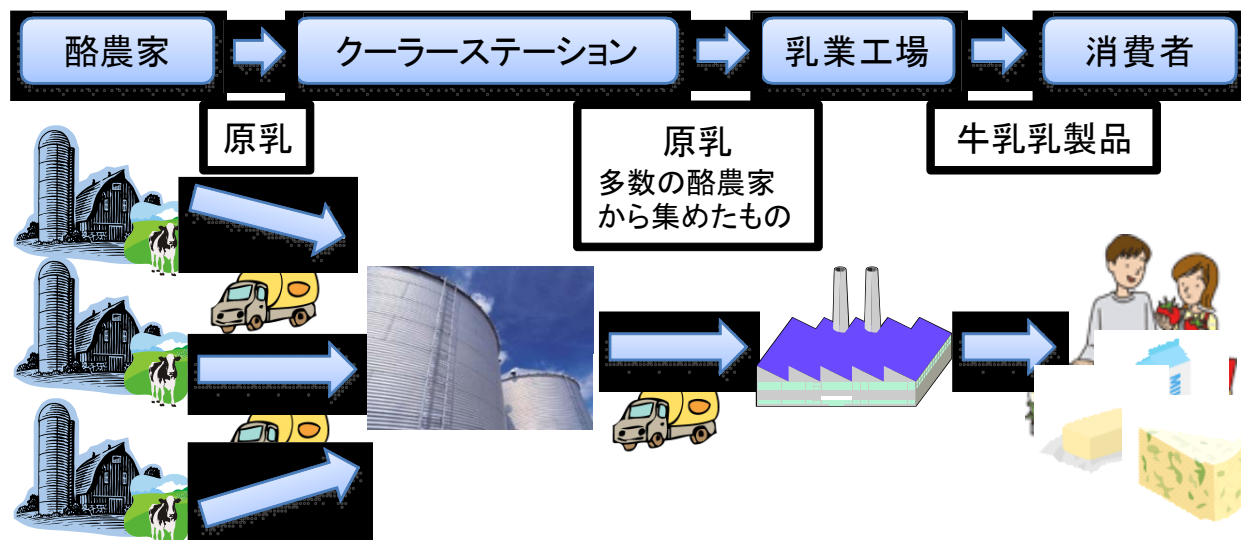 酪農家
クーラーステーション
乳業工場
消費者
原乳
原乳
多数の酪農家
から集めたもの
牛乳乳製品